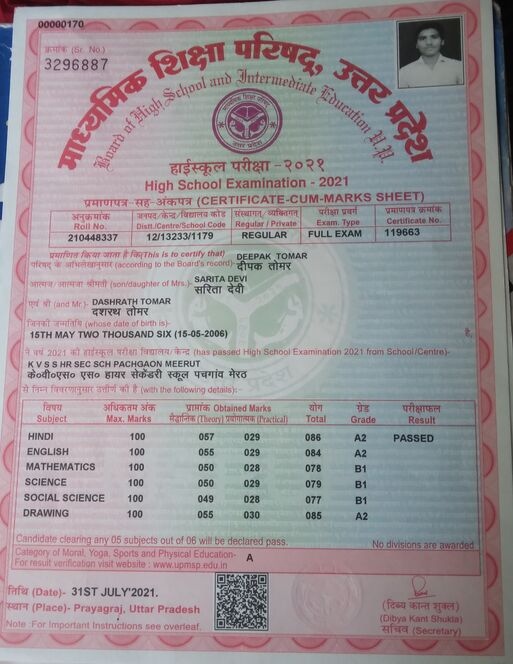 00000170
क्रमांक (Sr. No.)
3296887
माध्यमिक शिक्षा परिषद्, उत्तर प्रदेश
Board of High School and Intermediate Education U.P.
हाईस्कूल परीक्षा - २०२१
High School Examination - 2021
प्रमाणपत्र-सह-अंकपत्र (CERTIFICATE-CUM-MARKS SHEET)
अनुक्रमांक जनपद/केन्द्र/विद्यालय कोड संस्थागत/व्यक्तिगत परीक्षा प्रवर्ग प्रमाणपत्र क्रमांक
Roll No. Distt./Centre/School Code Regular / Private Exam. Type Certificate No.
210448337 12/13233/1179 REGULAR FULL EXAM 119663
प्रमाणित किया जाता है कि(This is to certify that)
परिषद के अभिलेखानुसार (according to the Board's record)- DEEPAK TOMAR
दीपक तोमर
आत्मज/आत्मजा श्रीमती (son/daughter of Mrs.)- SARITA DEVI
सरिता देवी
एवं श्री (and Mr.)- DASHRATH TOMAR
दशरथ तोमर
जिनकी जन्मतिथि (whose date of birth is)-
15TH MAY TWO THOUSAND SIX (15-05-2006) है,
ने वर्ष 2021 की हाईस्कूल परीक्षा विद्यालय/केन्द्र (has passed High School Examination 2021 from School/Centre)-
K V S S HR SEC SCH PACHGAON MEERUT
के०वी०एस० एस० हायर सेकेंडरी स्कूल पचगांव मेरठ
से निम्न विवरणानुसार उत्तीर्ण की है (with the following details):-
विषय अधिकतम अंक प्राप्तांक Obtained Marks योग ग्रेड परीक्षाफल
Subject Max. Marks सैद्धान्तिक (Theory) प्रयोगात्मक (Practical) Total Grade Result
HINDI 100 057 029 086 A2 PASSED
ENGLISH 100 055 029 084 A2
MATHEMATICS 100 050 028 078 B1
SCIENCE 100 050 029 079 B1
SOCIAL SCIENCE 100 049 028 077 B1
DRAWING 100 055 030 085 A2
Candidate clearing any 05 subjects out of 06 will be declared pass. No divisions are awarded
Category of Moral, Yoga, Sports and Physical Education- A
For result verification visit website : www.upmsp.edu.in
तिथि (Date)- 31ST JULY'2021.
स्थान (Place)- Prayagraj, Uttar Pradesh
Note :For Important Instructions see overleaf.
(दिब्य कान्त शुक्ल)
(Dibya Kant Shukla)
सचिव (Secretary)